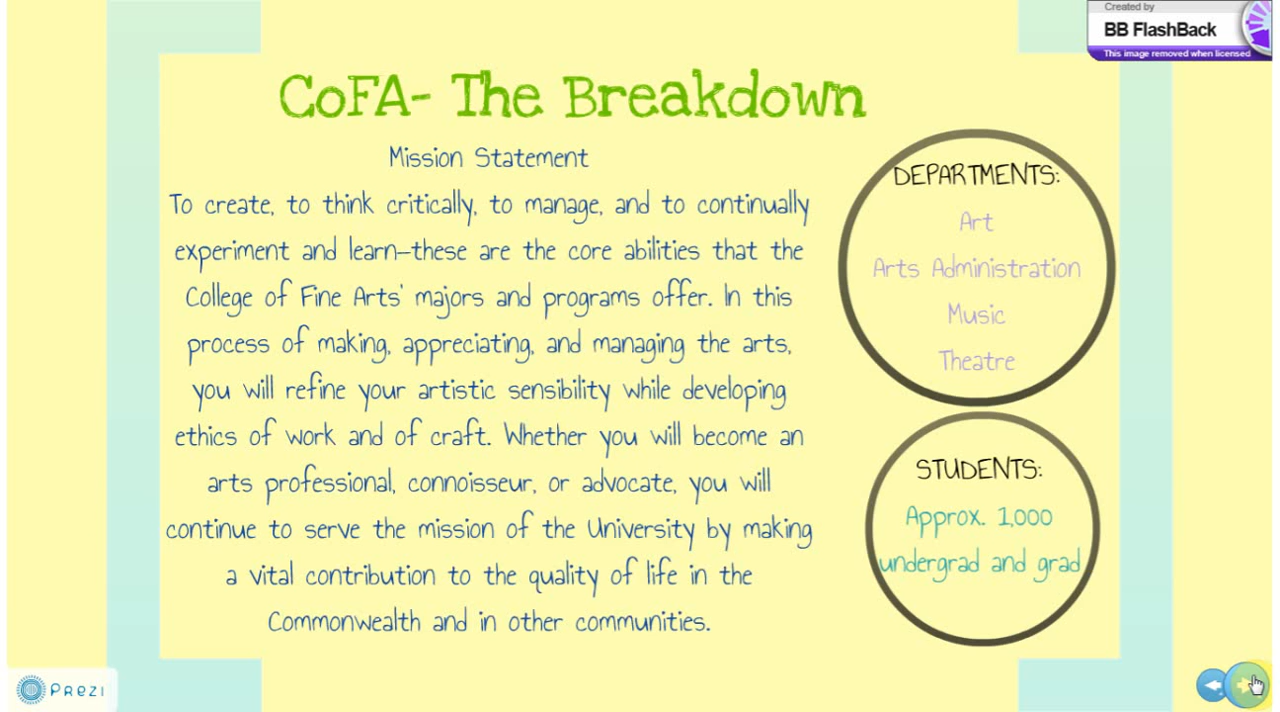 Created by
BB FlashBack
This image removed when licensed
CoFA- The Breakdown
Mission Statement
To create, to think critically, to manage, and to continually
experiment and learn—these are the core abilities that the
College of Fine Arts' majors and programs offer. In this
process of making, appreciating, and managing the arts,
you will refine your artistic sensibility while developing
ethics of work and of craft. Whether you will become an
arts professional, connoisseur, or advocate, you will
continue to serve the mission of the University by making
a vital contribution to the quality of life in the
Commonwealth and in other communities.
DEPARTMENTS:
Art
Arts Administration
Music
Theatre
STUDENTS:
Approx. 1,000
undergrad and grad
Prezi